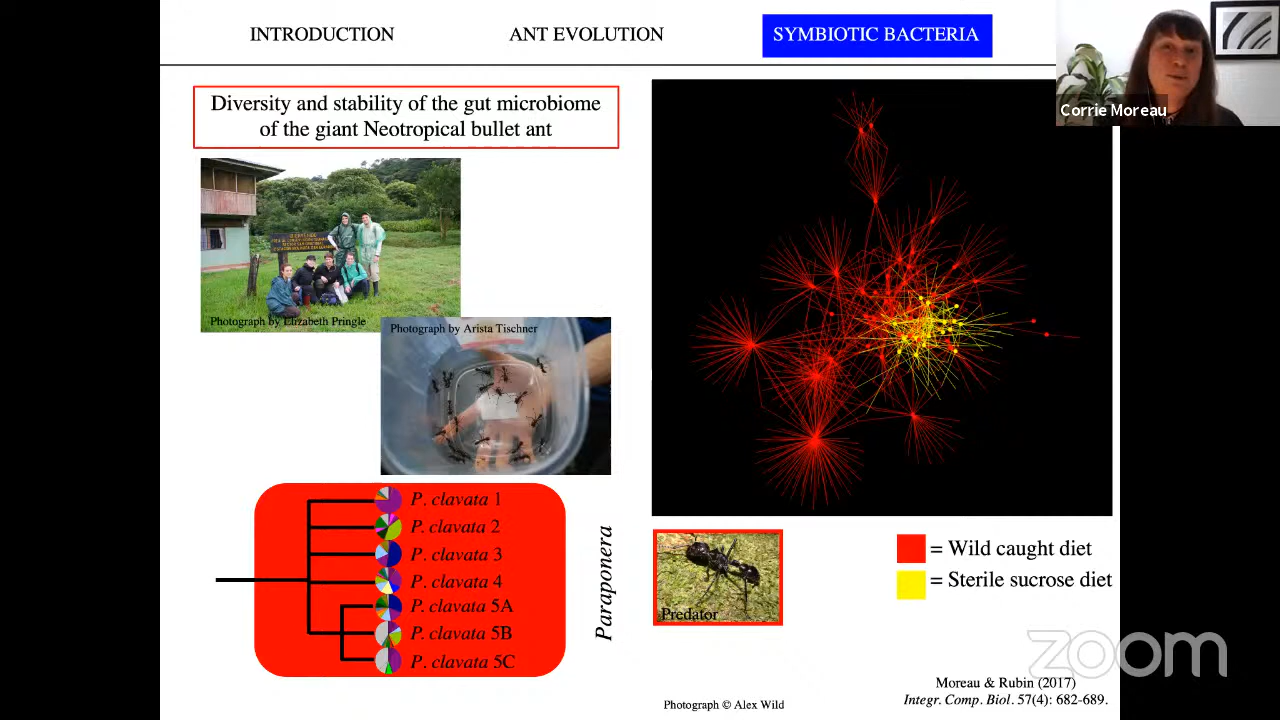 INTRODUCTION
ANT EVOLUTION
SYMBIOTIC BACTERIA
Corrie Moreau
Diversity and stability of the gut microbiome
of the giant Neotropical bullet ant
Photograph by Elizabeth Pringle
Photograph by Arista Tischner
P. clavata 1
P. clavata 2
P. clavata 3
P. clavata 4
P. clavata 5A
P. clavata 5B
P. clavata 5C
Paraponera
Predator
= Wild caught diet
= Sterile sucrose diet
zoom
Moreau & Rubin (2017)
Integr. Comp. Biol. 57(4): 682-689.
Photograph © Alex Wild